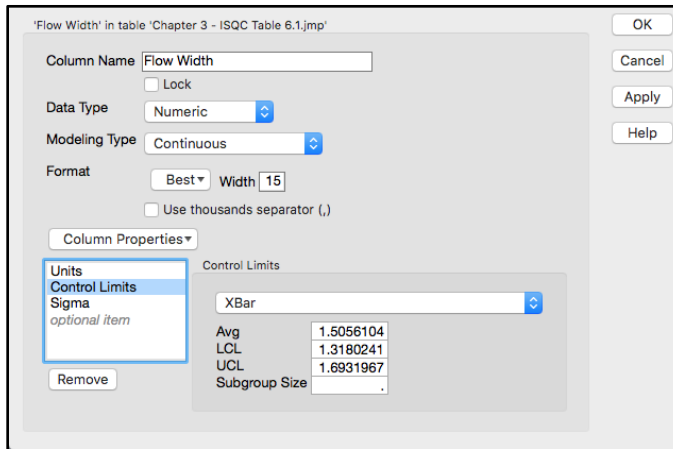 'Flow Width' in table 'Chapter 3 - ISQC Table 6.1.jmp'
OK
Column Name Flow Width
Cancel
Lock
Apply
Data Type Numeric
Help
Modeling Type Continuous
Format Best Width 15
Use thousands separator (,)
Column Properties
Units
Control Limits
Sigma
optional item
Remove
Control Limits
XBar
Avg 1.5056104
LCL 1.3180241
UCL 1.6931967
Subgroup Size .